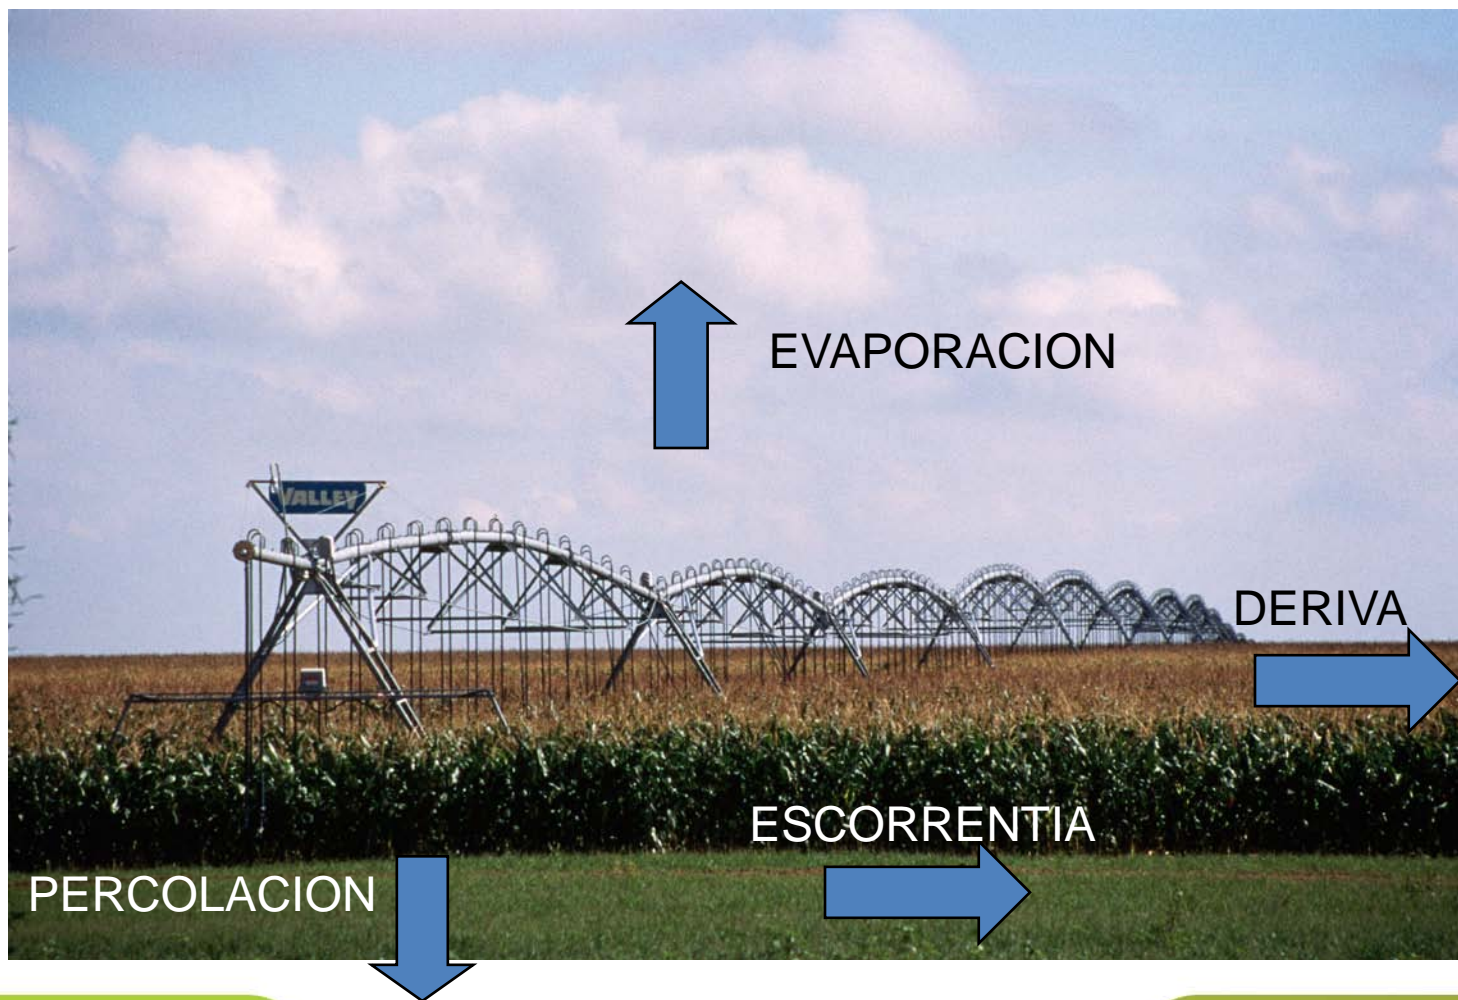 EVAPORACION
VALLEY
DERIVA
ESCORRENTIA
PERCOLACION